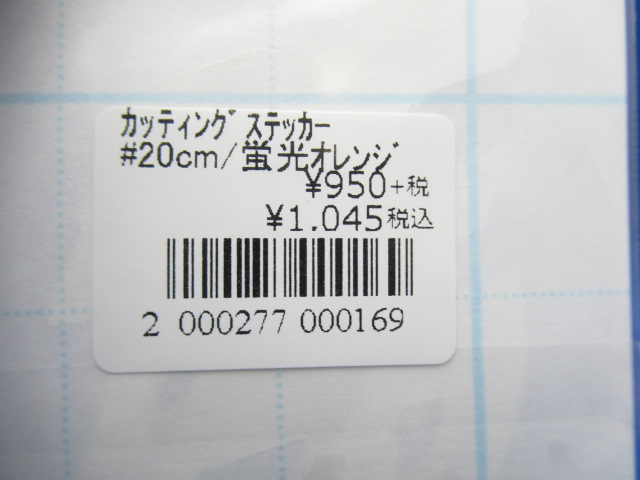 ｶｯﾃｨﾝｸﾞｽﾃｯｶｰ
#20cm/蛍光ｵﾚﾝｼﾞ
¥950+税
¥1.045税込
2 000277 000169